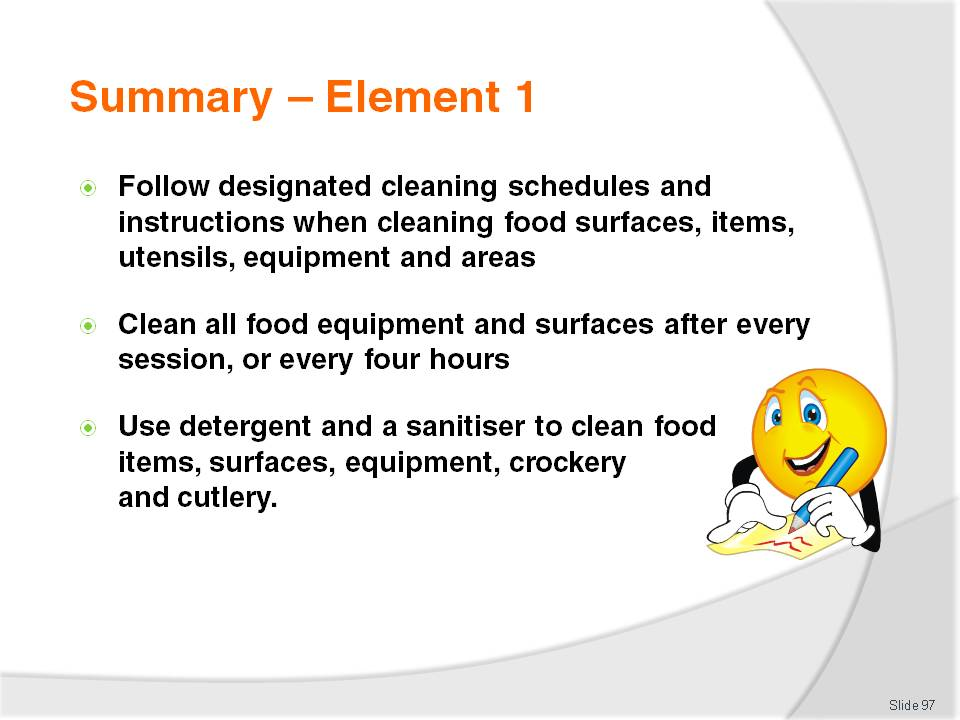 Summary – Element 1
Follow designated cleaning schedules and
instructions when cleaning food surfaces, items,
utensils, equipment and areas
Clean all food equipment and surfaces after every
session, or every four hours
Use detergent and a sanitiser to clean food
items, surfaces, equipment, crockery
and cutlery.
Slide 97